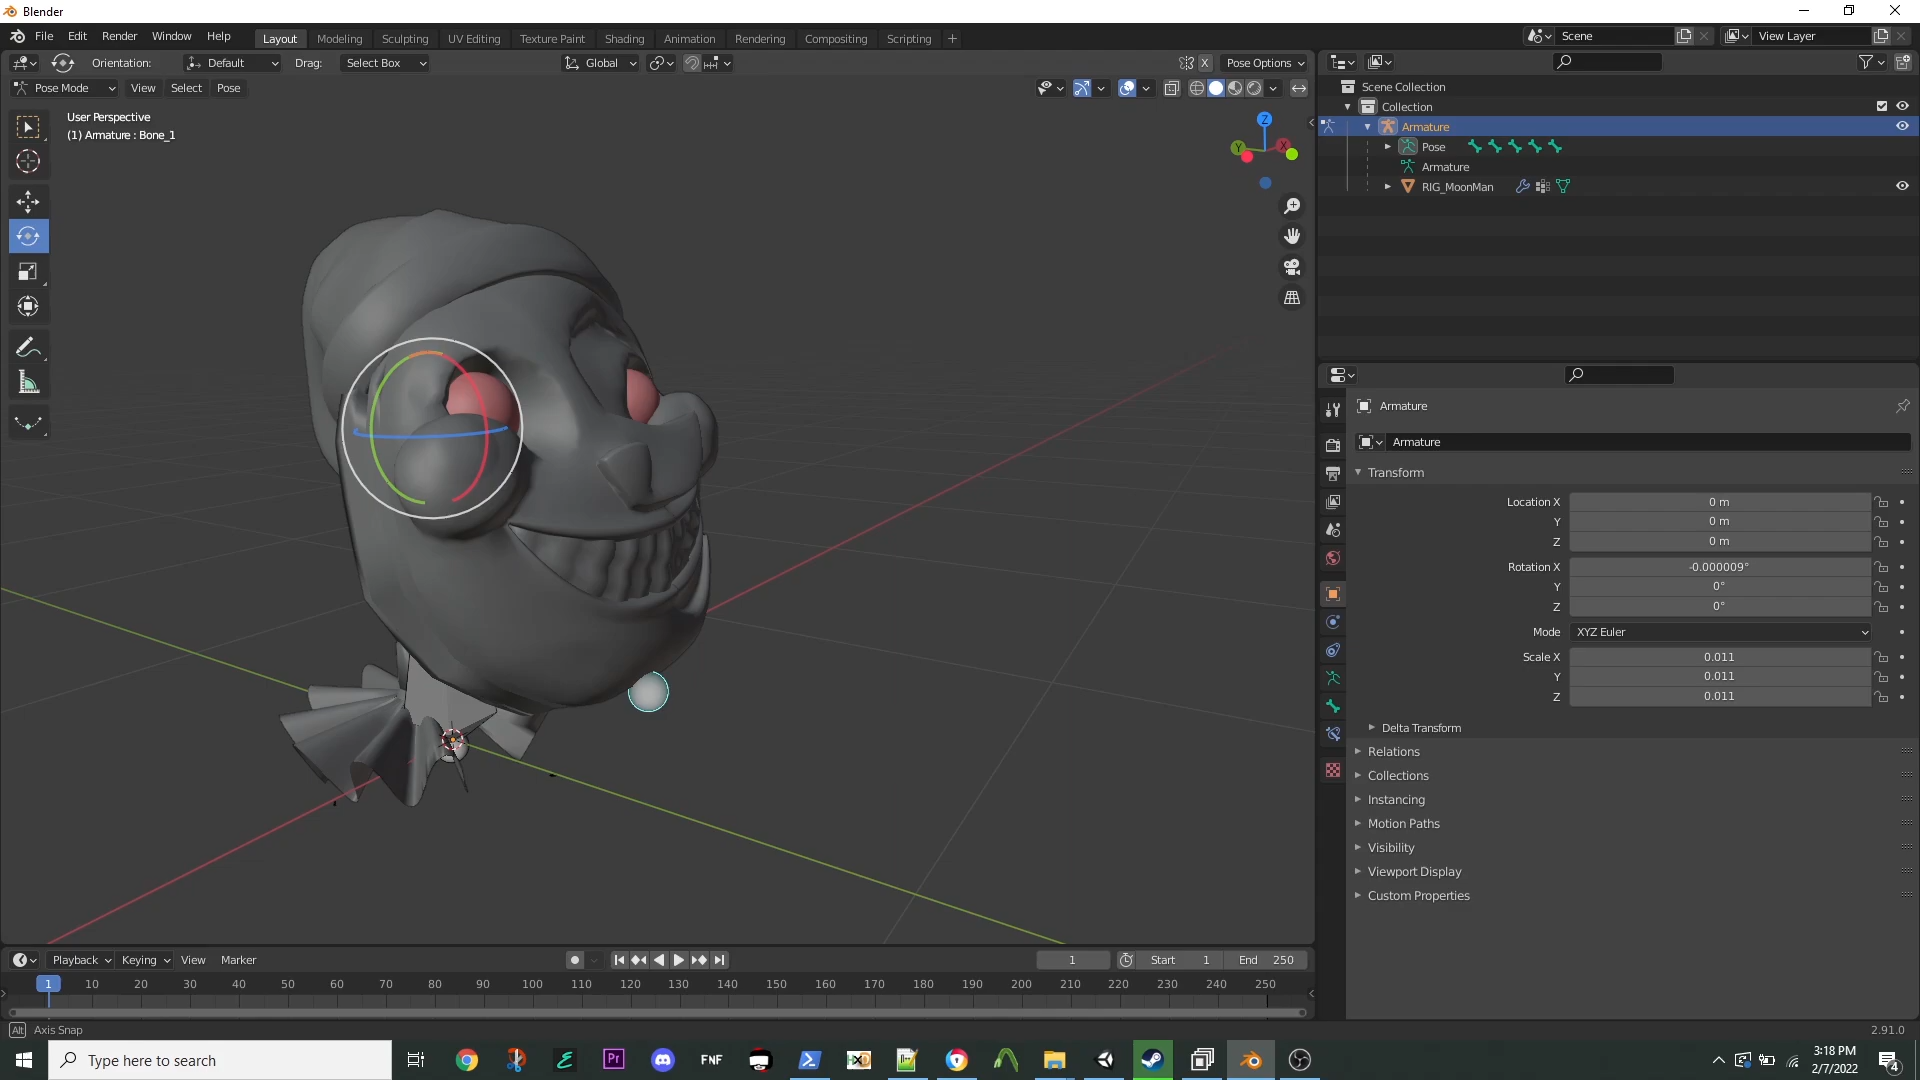 Blender
File Edit Render Window Help
Layout Modeling Sculpting UV Editing Texture Paint Shading Animation Rendering Compositing Scripting
Scene
View Layer
Orientation: Default Drag: Select Box Global X Pose Options
Pose Mode View Select Pose
User Perspective
(1) Armature : Bone_1
Z
Y
X
Scene Collection
Collection
Armature
Pose
Armature
RIG_MoonMan
Armature
Armature
Transform
Location X 0 m
Y 0 m
Z 0 m
Rotation X -0.000009°
Y 0°
Z 0°
Mode XYZ Euler
Scale X 0.011
Y 0.011
Z 0.011
Delta Transform
Relations
Collections
Instancing
Motion Paths
Visibility
Viewport Display
Custom Properties
Playback Keying View Marker 1 Start 1 End 250
1 10 20 30 40 50 60 70 80 90 100 110 120 130 140 150 160 170 180 190 200 210 220 230 240 250
Alt Axis Snap
2.91.0
Type here to search
Pr
FNF
3:18 PM
2/7/2022
4